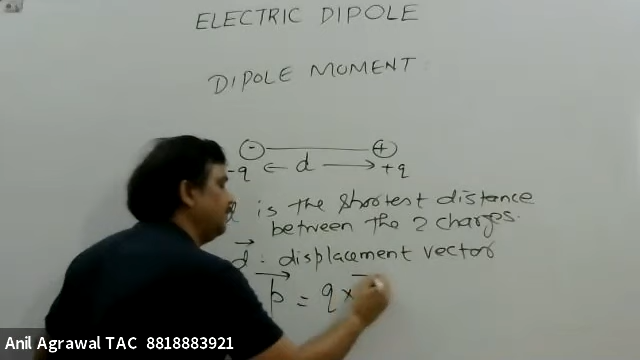 ELECTRIC DIPOLE
DIPOLE MOMENT
- +
-q ← d → +q
d is the shortest distance
between the 2 charges.
d⃗ : displacement vector
p⃗ = q ×
Anil Agrawal TAC 8818883921